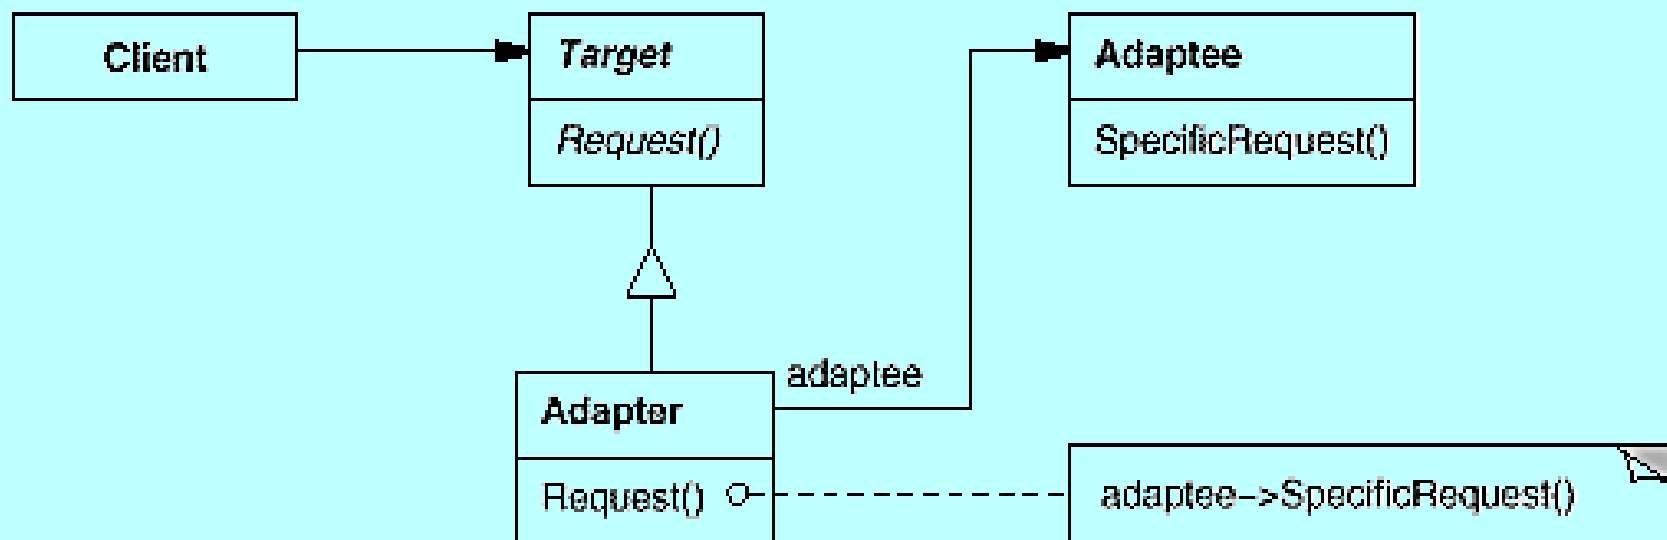 Client
Target
Request()
Adaptee
SpecificRequest()
adaptee
Adapter
Request()
adaptee->SpecificRequest()